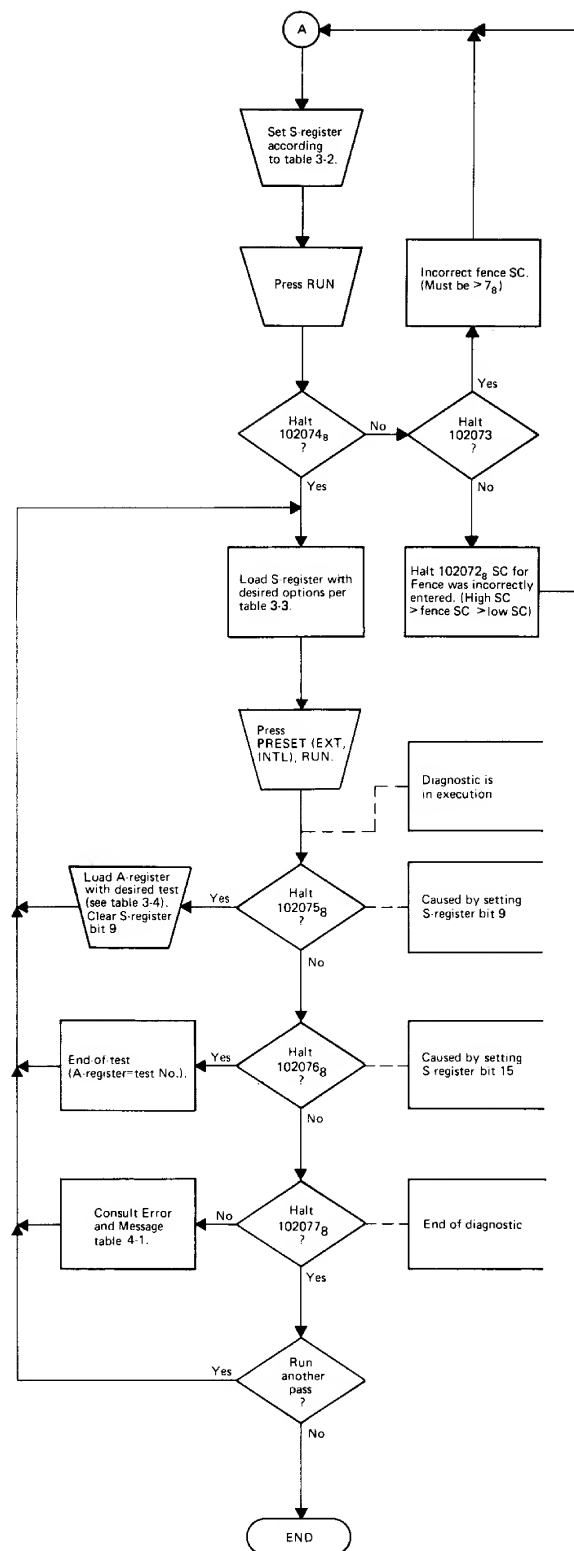 A
Set S-register
according
to table 3-2.
Press RUN
Incorrect fence SC.
(Must be > 7₈)
Yes
Halt
102074₈
?
No
Halt
102073
?
Yes
No
Load S-register with
desired options per
table 3-3.
Halt 102072₈ SC for
Fence was incorrectly
entered. (High SC
> fence SC > low SC)
Press
PRESET (EXT,
INTL), RUN.
Diagnostic is
in execution
Load A-register
with desired test
(see table 3-4).
Clear S-register
bit 9
Yes
Halt
102075₈
?
Caused by setting
S-register bit 9
No
End-of-test
(A-register=test No.).
Yes
Halt
102076₈
?
Caused by setting
S-register bit 15
No
Consult Error
and Message
table 4-1.
No
Halt
102077₈
?
End of diagnostic
Yes
Yes
Run
another
pass
?
No
END